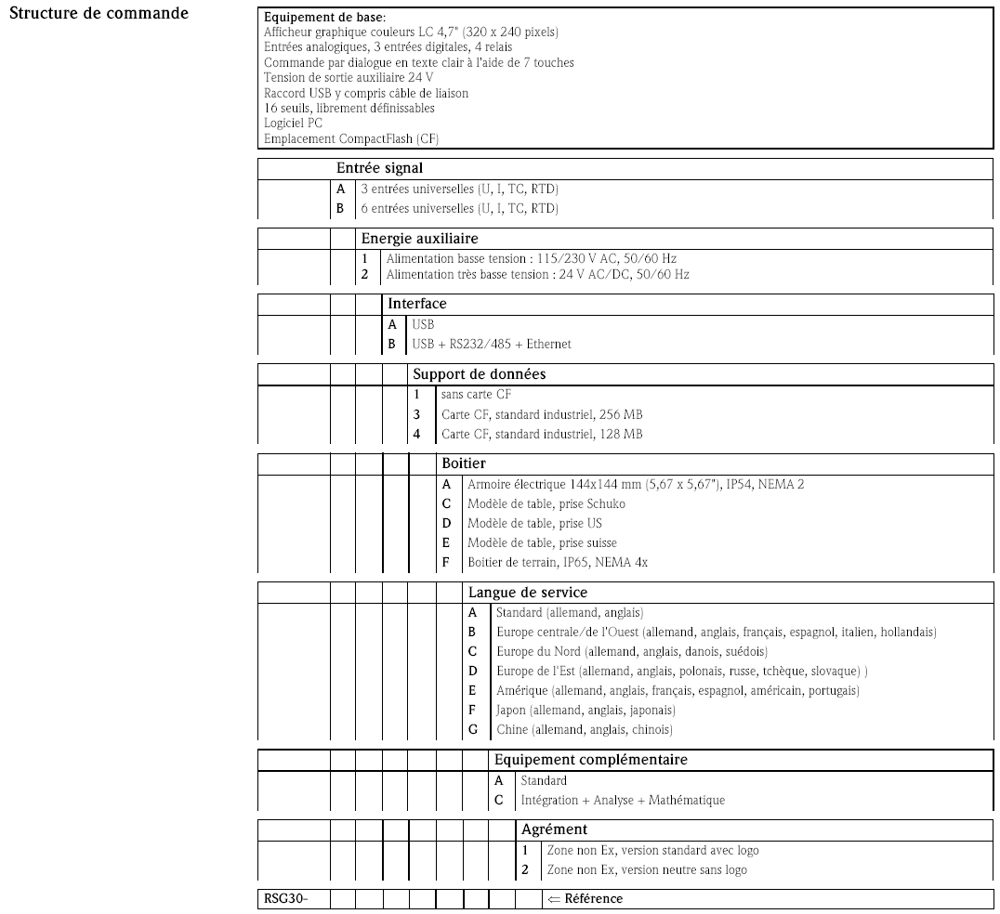 Structure de commande
Equipement de base:
Afficheur graphique couleurs LC 4,7" (320 x 240 pixels)
Entrées analogiques, 3 entrées digitales, 4 relais
Commande par dialogue en texte clair à l'aide de 7 touches
Tension de sortie auxiliaire 24 V
Raccord USB y compris câble de liaison
16 seuils, librement définissables
Logiciel PC
Emplacement CompactFlash (CF)
Entrée signal
A 3 entrées universelles (U, I, TC, RTD)
B 6 entrées universelles (U, I, TC, RTD)
Energie auxiliaire
1 Alimentation basse tension : 115/230 V AC, 50/60 Hz
2 Alimentation très basse tension : 24 V AC/DC, 50/60 Hz
Interface
A USB
B USB + RS232/485 + Ethernet
Support de données
1 sans carte CF
3 Carte CF, standard industriel, 256 MB
4 Carte CF, standard industriel, 128 MB
Boitier
A Armoire électrique 144x144 mm (5,67 x 5,67"), IP54, NEMA 2
C Modèle de table, prise Schuko
D Modèle de table, prise US
E Modèle de table, prise suisse
F Boitier de terrain, IP65, NEMA 4x
Langue de service
A Standard (allemand, anglais)
B Europe centrale/de l'Ouest (allemand, anglais, français, espagnol, italien, hollandais)
C Europe du Nord (allemand, anglais, danois, suédois)
D Europe de l'Est (allemand, anglais, polonais, russe, tchèque, slovaque) )
E Amérique (allemand, anglais, français, espagnol, américain, portugais)
F Japon (allemand, anglais, japonais)
G Chine (allemand, anglais, chinois)
Equipement complémentaire
A Standard
C Intégration + Analyse + Mathématique
Agrément
1 Zone non Ex, version standard avec logo
2 Zone non Ex, version neutre sans logo
RSG30- ⇐ Référence